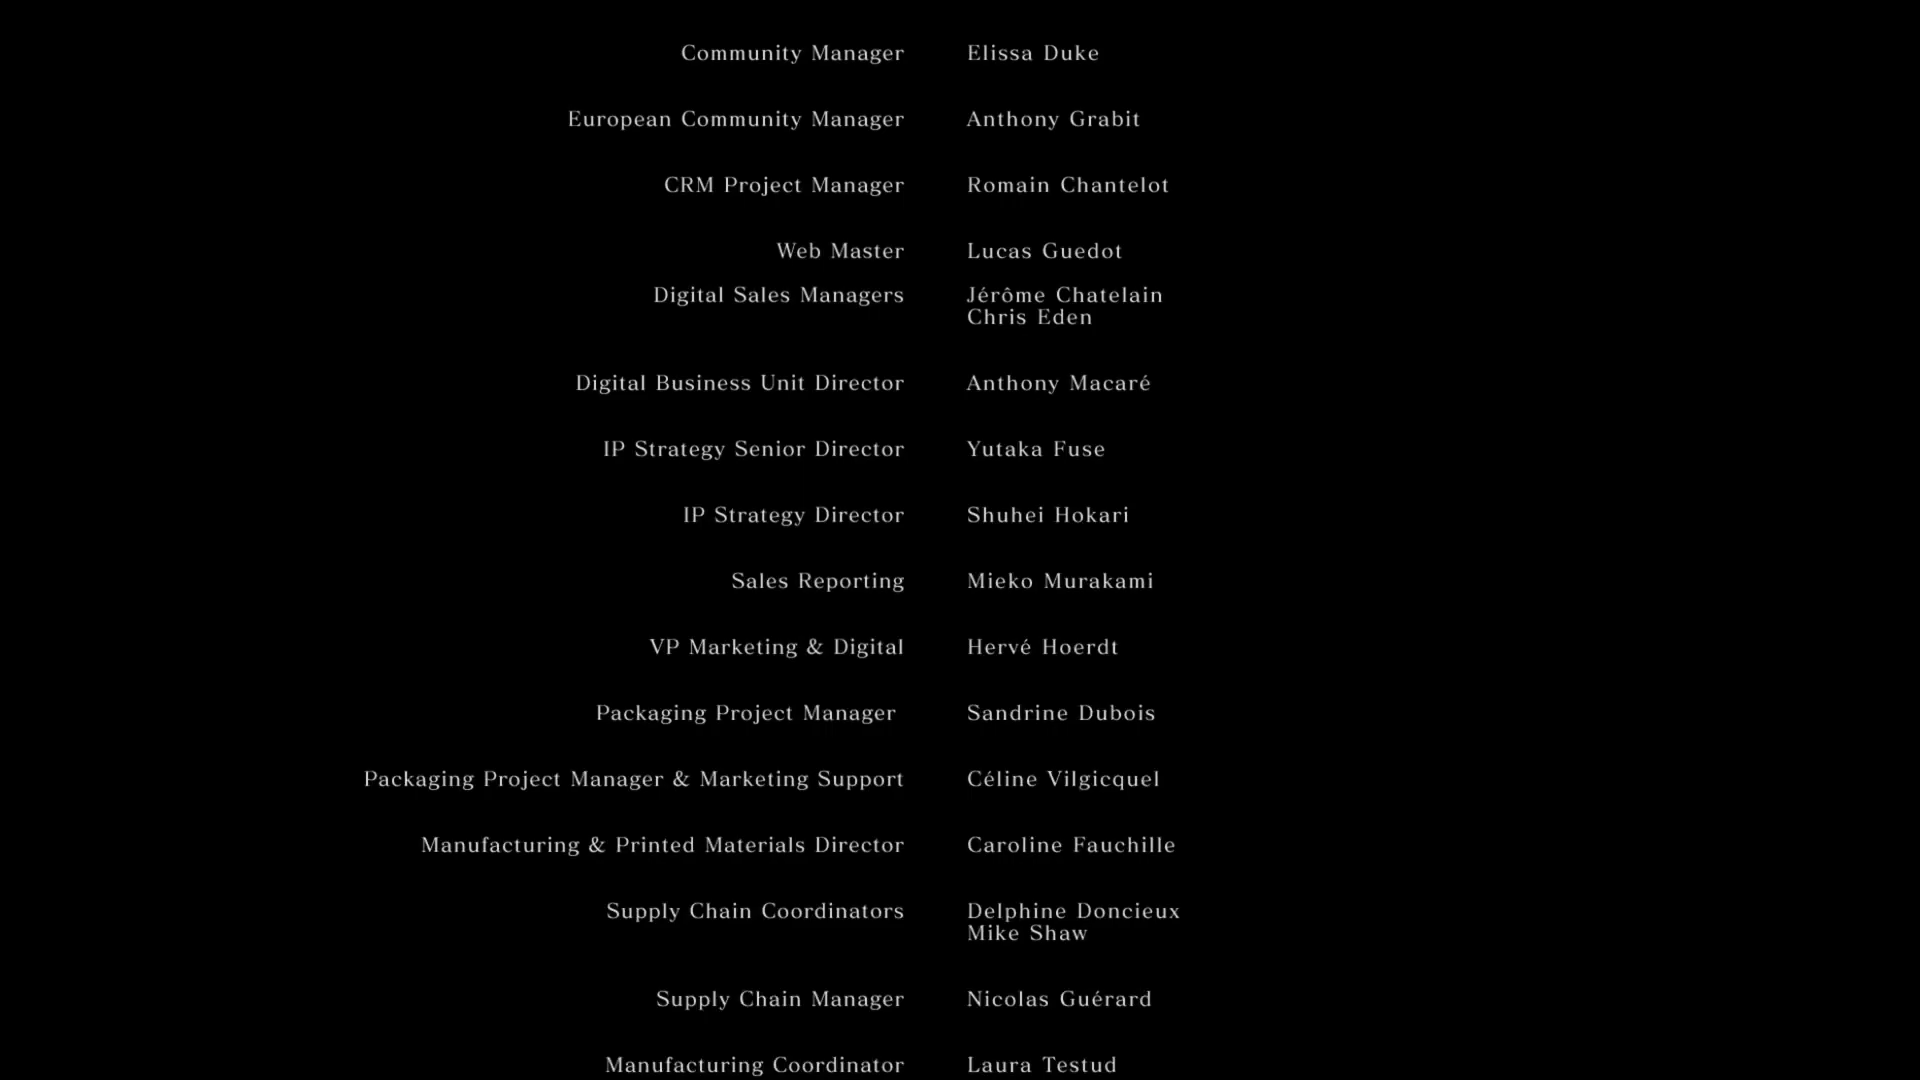 Community Manager Elissa Duke
European Community Manager Anthony Grabit
CRM Project Manager Romain Chantelot
Web Master Lucas Guedot
Digital Sales Managers Jérôme Chatelain
Chris Eden
Digital Business Unit Director Anthony Macaré
IP Strategy Senior Director Yutaka Fuse
IP Strategy Director Shuhei Hokari
Sales Reporting Mieko Murakami
VP Marketing & Digital Hervé Hoerdt
Packaging Project Manager Sandrine Dubois
Packaging Project Manager & Marketing Support Céline Vilgicquel
Manufacturing & Printed Materials Director Caroline Fauchille
Supply Chain Coordinators Delphine Doncieux
Mike Shaw
Supply Chain Manager Nicolas Guérard
Manufacturing Coordinator Laura Testud